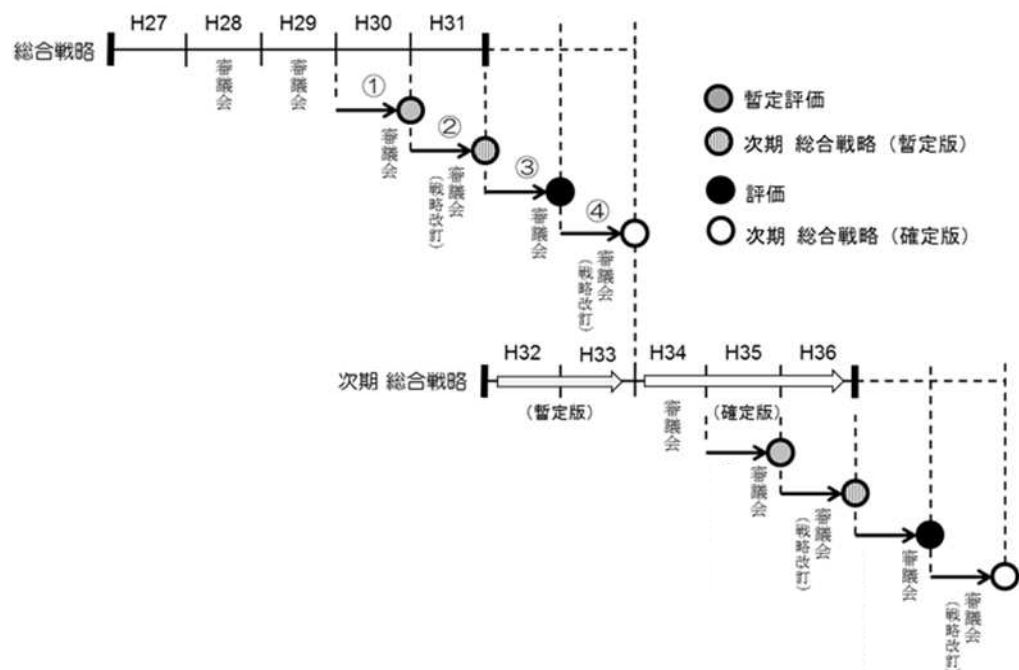 H27
H28
H29
H30
H31
総合戦略
審議会
審議会
①
審議会
②
審議会
(戦略改訂)
③
審議会
④
審議会
(戦略改訂)
暫定評価
次期 総合戦略(暫定版)
評価
次期 総合戦略(確定版)
H32
H33
H34
H35
H36
次期 総合戦略
(暫定版)
(確定版)
審議会
審議会
審議会
(戦略改訂)
審議会
審議会
(戦略改訂)